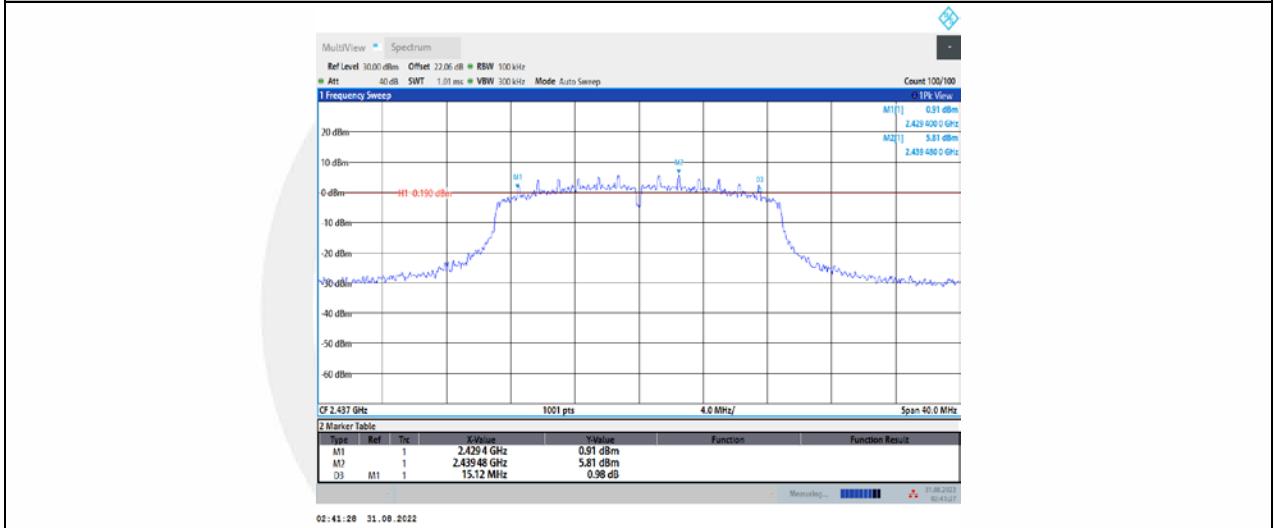 MultiView Spectrum
Ref Level 30.00 dBm Offset 22.06 dB RBW 100 kHz
Att 40 dB SWT 1.01 ms VBW 300 kHz Mode Auto Sweep Count 100/100
1 Frequency Sweep 1Pk View
M1[1] 0.91 dBm
2.429 400 0 GHz
M2[1] 5.81 dBm
2.439 480 0 GHz
20 dBm
10 dBm
M2
M1
D3
0 dBm
H1 0.190 dBm
-10 dBm
-20 dBm
-30 dBm
-40 dBm
-50 dBm
-60 dBm
CF 2.437 GHz 1001 pts 4.0 MHz/ Span 40.0 MHz
2 Marker Table
Type Ref Trc X-Value Y-Value Function Function Result
M1 1 2.429 4 GHz 0.91 dBm
M2 1 2.439 48 GHz 5.81 dBm
D3 M1 1 15.12 MHz 0.98 dB
Measuring... 31.08.2022
02:41:27
02:41:28 31.08.2022